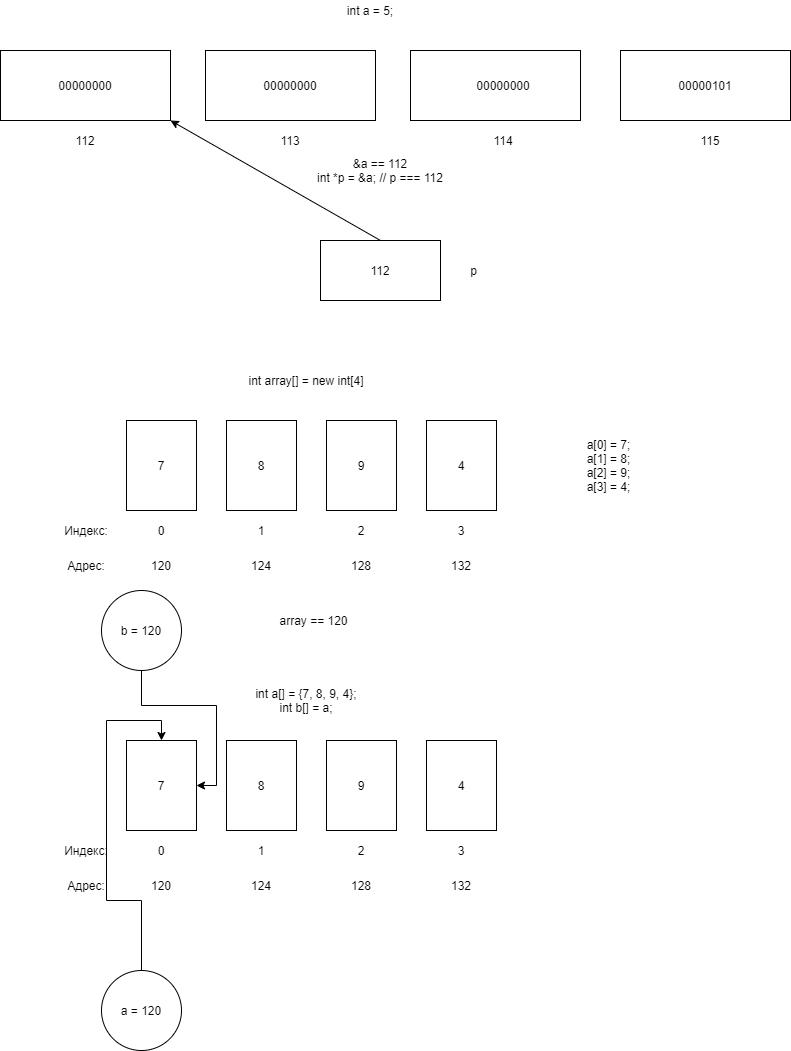 int a = 5;
00000000 00000000 00000000 00000101
112 113 114 115
&a == 112
int *p = &a; // p === 112
112 p
int array[] = new int[4]
7 8 9 4
a[0] = 7;
a[1] = 8;
a[2] = 9;
a[3] = 4;
Индекс: 0 1 2 3
Адрес: 120 124 128 132
b = 120
array == 120
int a[] = {7, 8, 9, 4};
int b[] = a;
7 8 9 4
Индекс: 0 1 2 3
Адрес: 120 124 128 132
a = 120